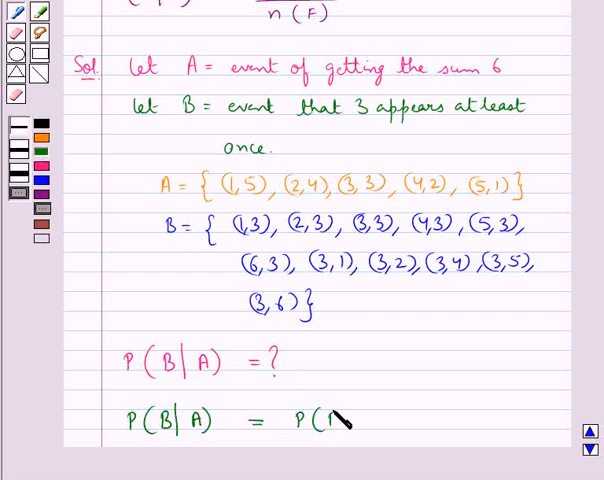 n (F)
Sol. Let A = event of getting the sum 6
Let B = event that 3 appears at least
once.
A = { (1,5), (2,4), (3,3), (4,2), (5,1) }
B = { (1,3), (2,3), (3,3), (4,3), (5,3),
(6,3), (3,1), (3,2), (3,4), (3,5),
(3,6) }
P ( B | A ) = ?
P ( B | A ) = P (